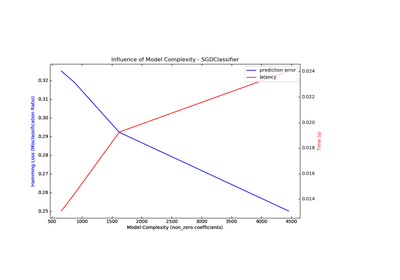 Influence of Model Complexity - SGDClassifier
prediction error
latency
0.32
0.31
0.30
0.29
0.28
0.27
0.26
0.25
Hamming Loss (Misclassification Ratio)
0.024
0.022
0.020
0.018
0.016
0.014
Time (s)
500 1000 1500 2000 2500 3000 3500 4000 4500
Model Complexity (non_zero coefficients)